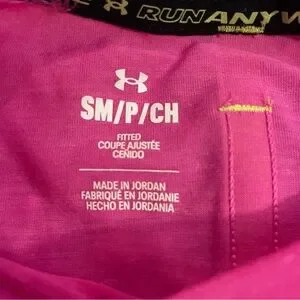 RUN ANYW
SM/P/CH
FITTED
COUPE AJUSTÉE
CEÑIDO
MADE IN JORDAN
FABRIQUÉ EN JORDANIE
HECHO EN JORDANIA